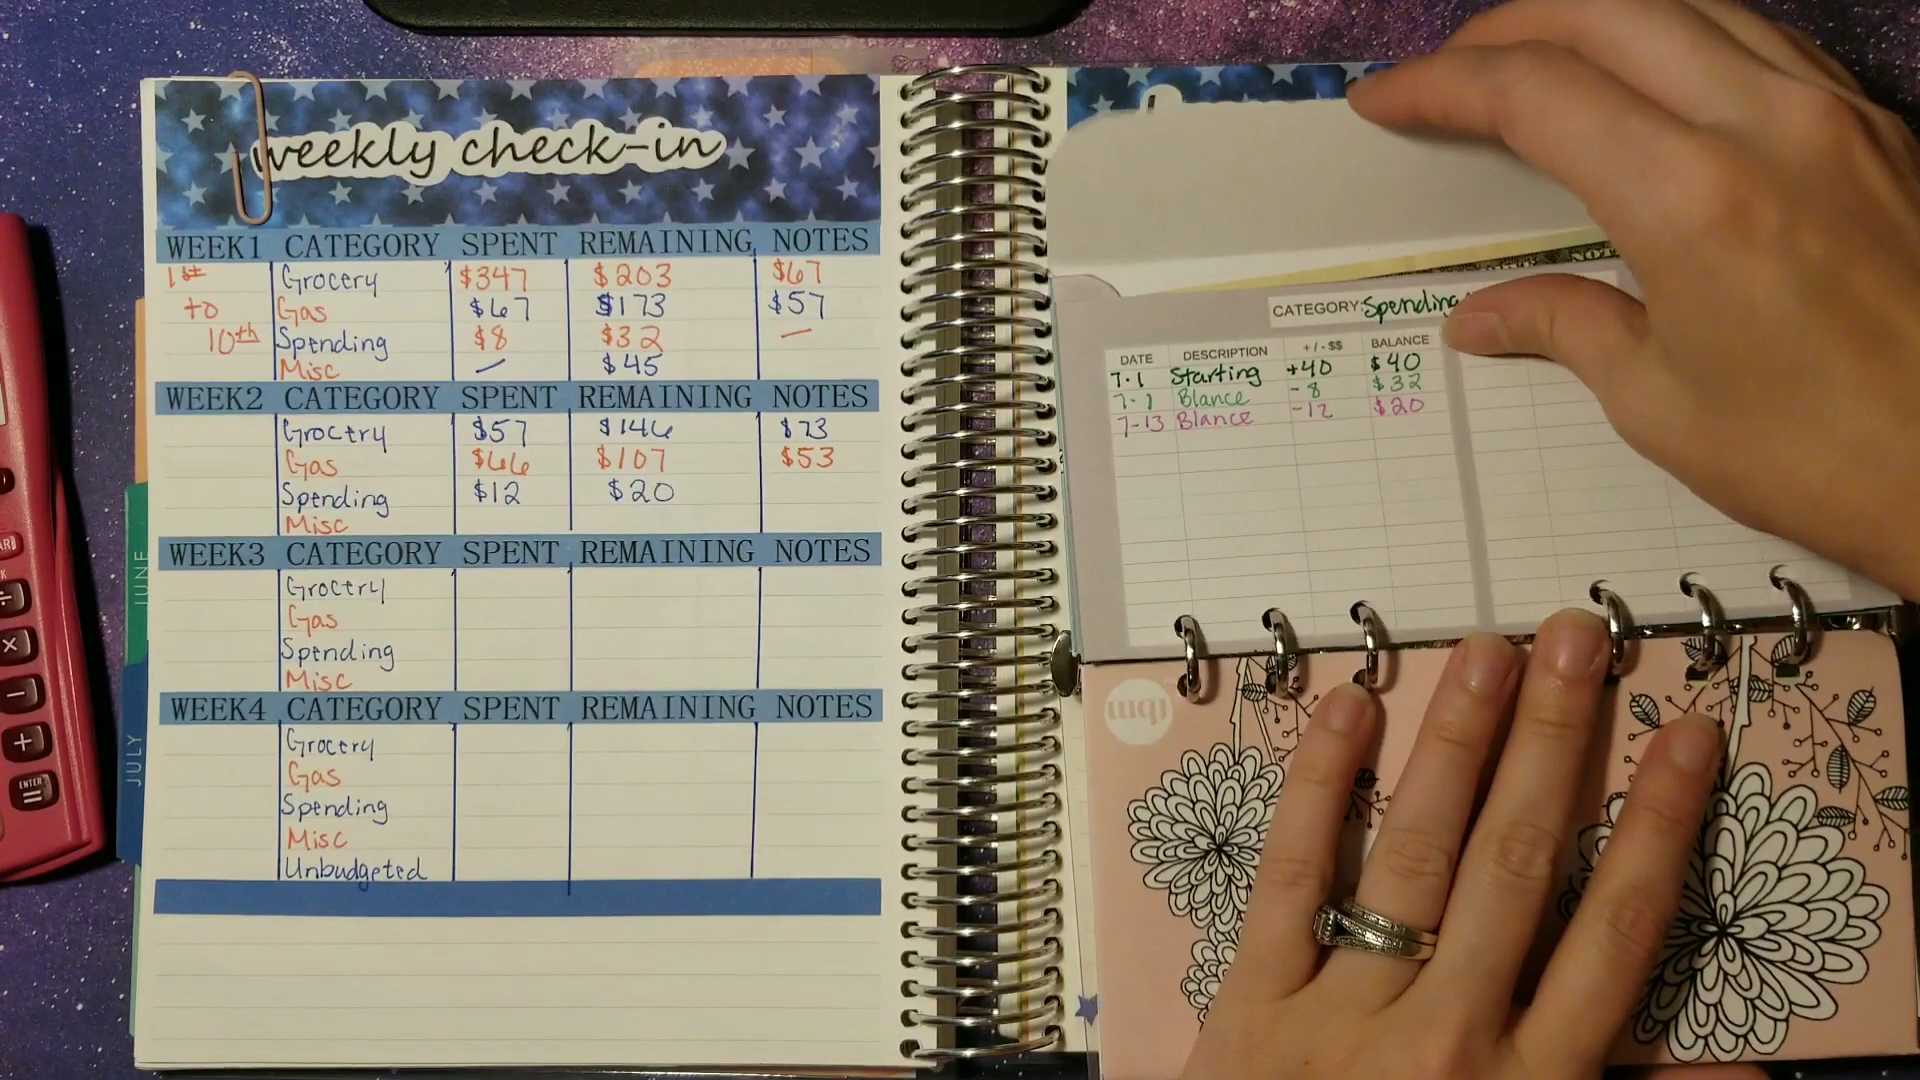 weekly check-in
WEEK1 CATEGORY SPENT REMAINING NOTES
1st Grocery $347 $203 $67
to Gas $67 $173 $57
10th Spending $8 $32 —
Misc — $45
WEEK2 CATEGORY SPENT REMAINING NOTES
Grocery $57 $146 $73
Gas $66 $107 $53
Spending $12 $20
Misc
WEEK3 CATEGORY SPENT REMAINING NOTES
Grocery
Gas
Spending
Misc
WEEK4 CATEGORY SPENT REMAINING NOTES
Grocery
Gas
Spending
Misc
Unbudgeted
JUNE
JULY
CATEGORY: Spending
DATE DESCRIPTION +/-$$ BALANCE
7-1 Starting +40 $40
Blance -8 $32
7-13 Blance -12 $20
tbm
ENTER